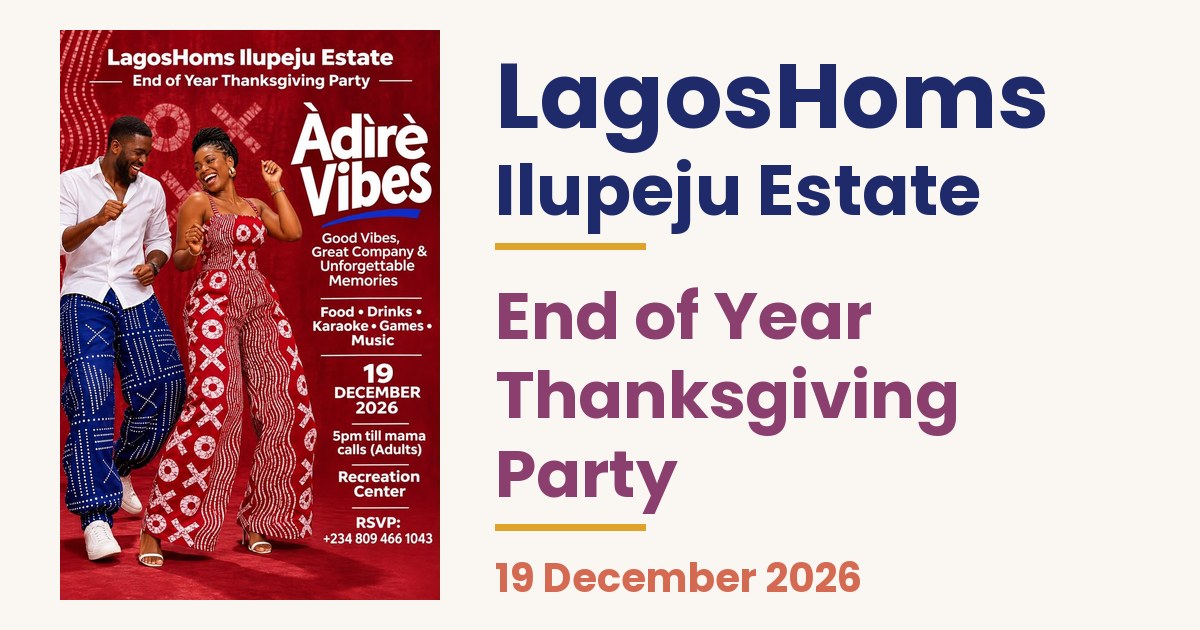 LagosHoms Ilupeju Estate
End of Year Thanksgiving Party
Àdìrè
Vibes
Good Vibes,
Great Company &
Unforgettable
Memories
Food • Drinks •
Karaoke • Games •
Music
19
DECEMBER
2026
5pm till mama
calls (Adults)
Recreation
Center
RSVP:
+234 809 466 1043
LagosHoms
Ilupeju Estate
End of Year
Thanksgiving
Party
19 December 2026